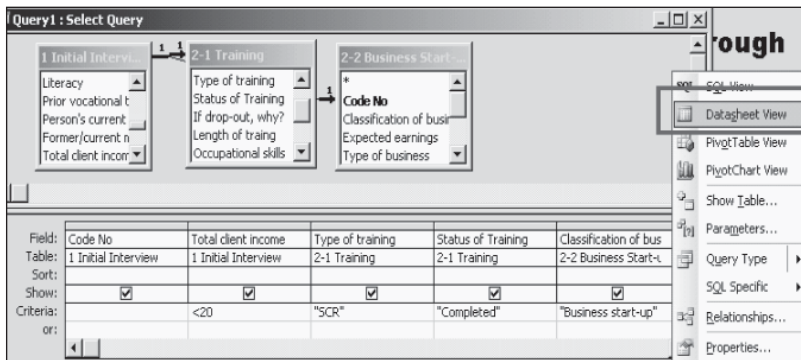 Query1 : Select Query
rough
1 Initial Intervi...
Literacy
Prior vocational t
Person's current
Former/current n
Total client incom
1 1
2-1 Training
Type of training
Status of Training
If drop-out, why?
Length of traing
Occupational skills
1
2-2 Business Start-...
*
Code No
Classification of busir
Expected earnings
Type of business
SQL SQL View
Datasheet View
PivotTable View
PivotChart View
Show Table...
Parameters...
Query Type
SQL Specific
Relationships...
Properties...
Field: Code No Total client income Type of training Status of Training Classification of bus
Table: 1 Initial Interview 1 Initial Interview 2-1 Training 2-1 Training 2-2 Business Start-u
Sort:
Show:
Criteria: <20 "SCR" "Completed" "Business start-up"
or: